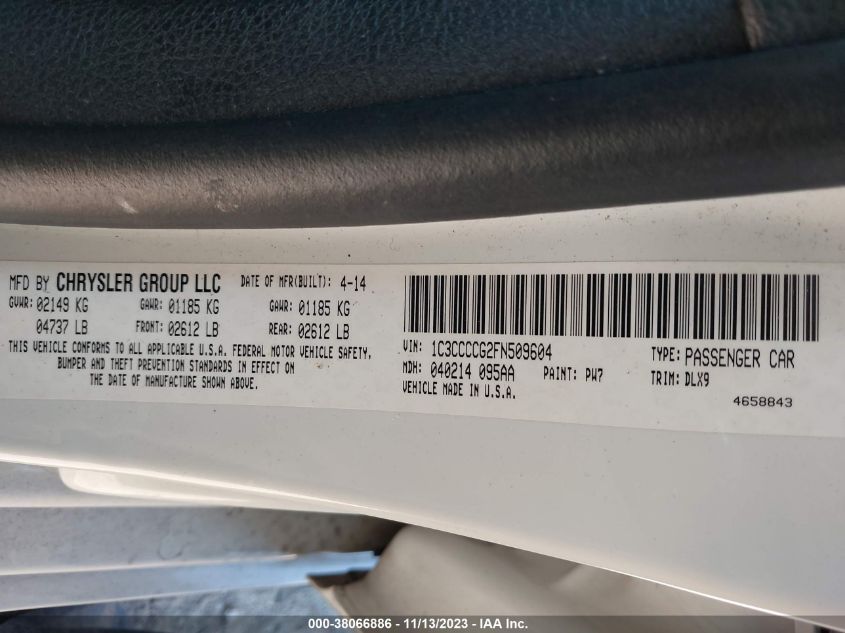 MFD BY CHRYSLER GROUP LLC DATE OF MFR(BUILT): 4-14
GVWR: 02149 KG GAWR: 01185 KG GAWR: 01185 KG
04737 LB FRONT: 02612 LB REAR: 02612 LB
THIS VEHICLE CONFORMS TO ALL APPLICABLE U.S.A. FEDERAL MOTOR VEHICLE SAFETY,
BUMPER AND THEFT PREVENTION STANDARDS IN EFFECT ON
THE DATE OF MANUFACTURE SHOWN ABOVE.
VIN: 1C3CCCCG2FN509604 TYPE: PASSENGER CAR
MDH: 040214 095AA PAINT: PW7 TRIM: DLX9
VEHICLE MADE IN U.S.A.
4658843
000-38066886 - 11/13/2023 - IAA Inc.